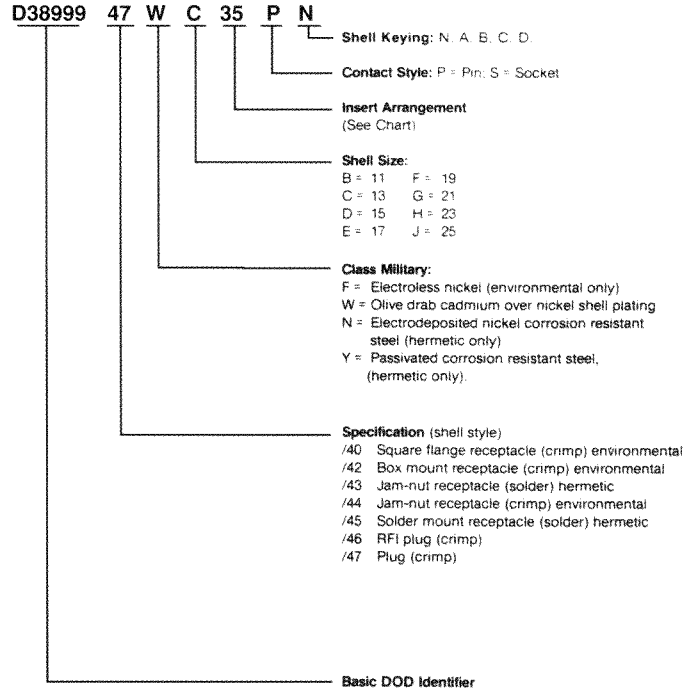 D38999 47 W C 35 P N
Shell Keying: N. A. B. C. D.
Contact Style: P = Pin; S = Socket
Insert Arrangement
(See Chart)
Shell Size:
B = 11 F = 19
C = 13 G = 21
D = 15 H = 23
E = 17 J = 25
Class Military:
F = Electroless nickel (environmental only)
W = Olive drab cadmium over nickel shell plating
N = Electrodeposited nickel corrosion resistant
steel (hermetic only)
Y = Passivated corrosion resistant steel,
(hermetic only).
Specification (shell style)
/40 Square flange receptacle (crimp) environmental
/42 Box mount receptacle (crimp) environmental
/43 Jam-nut receptacle (solder) hermetic
/44 Jam-nut receptacle (crimp) environmental
/45 Solder mount receptacle (solder) hermetic
/46 RFI plug (crimp)
/47 Plug (crimp)
Basic DOD Identifier